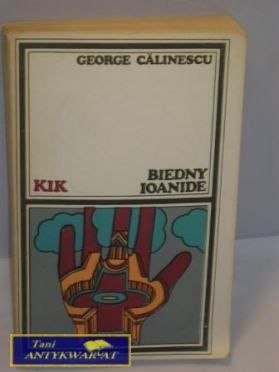 GEORGE CĂLINESCU
BIEDNY
KIK IOANIDE
Tani
ANTYKWARIAT